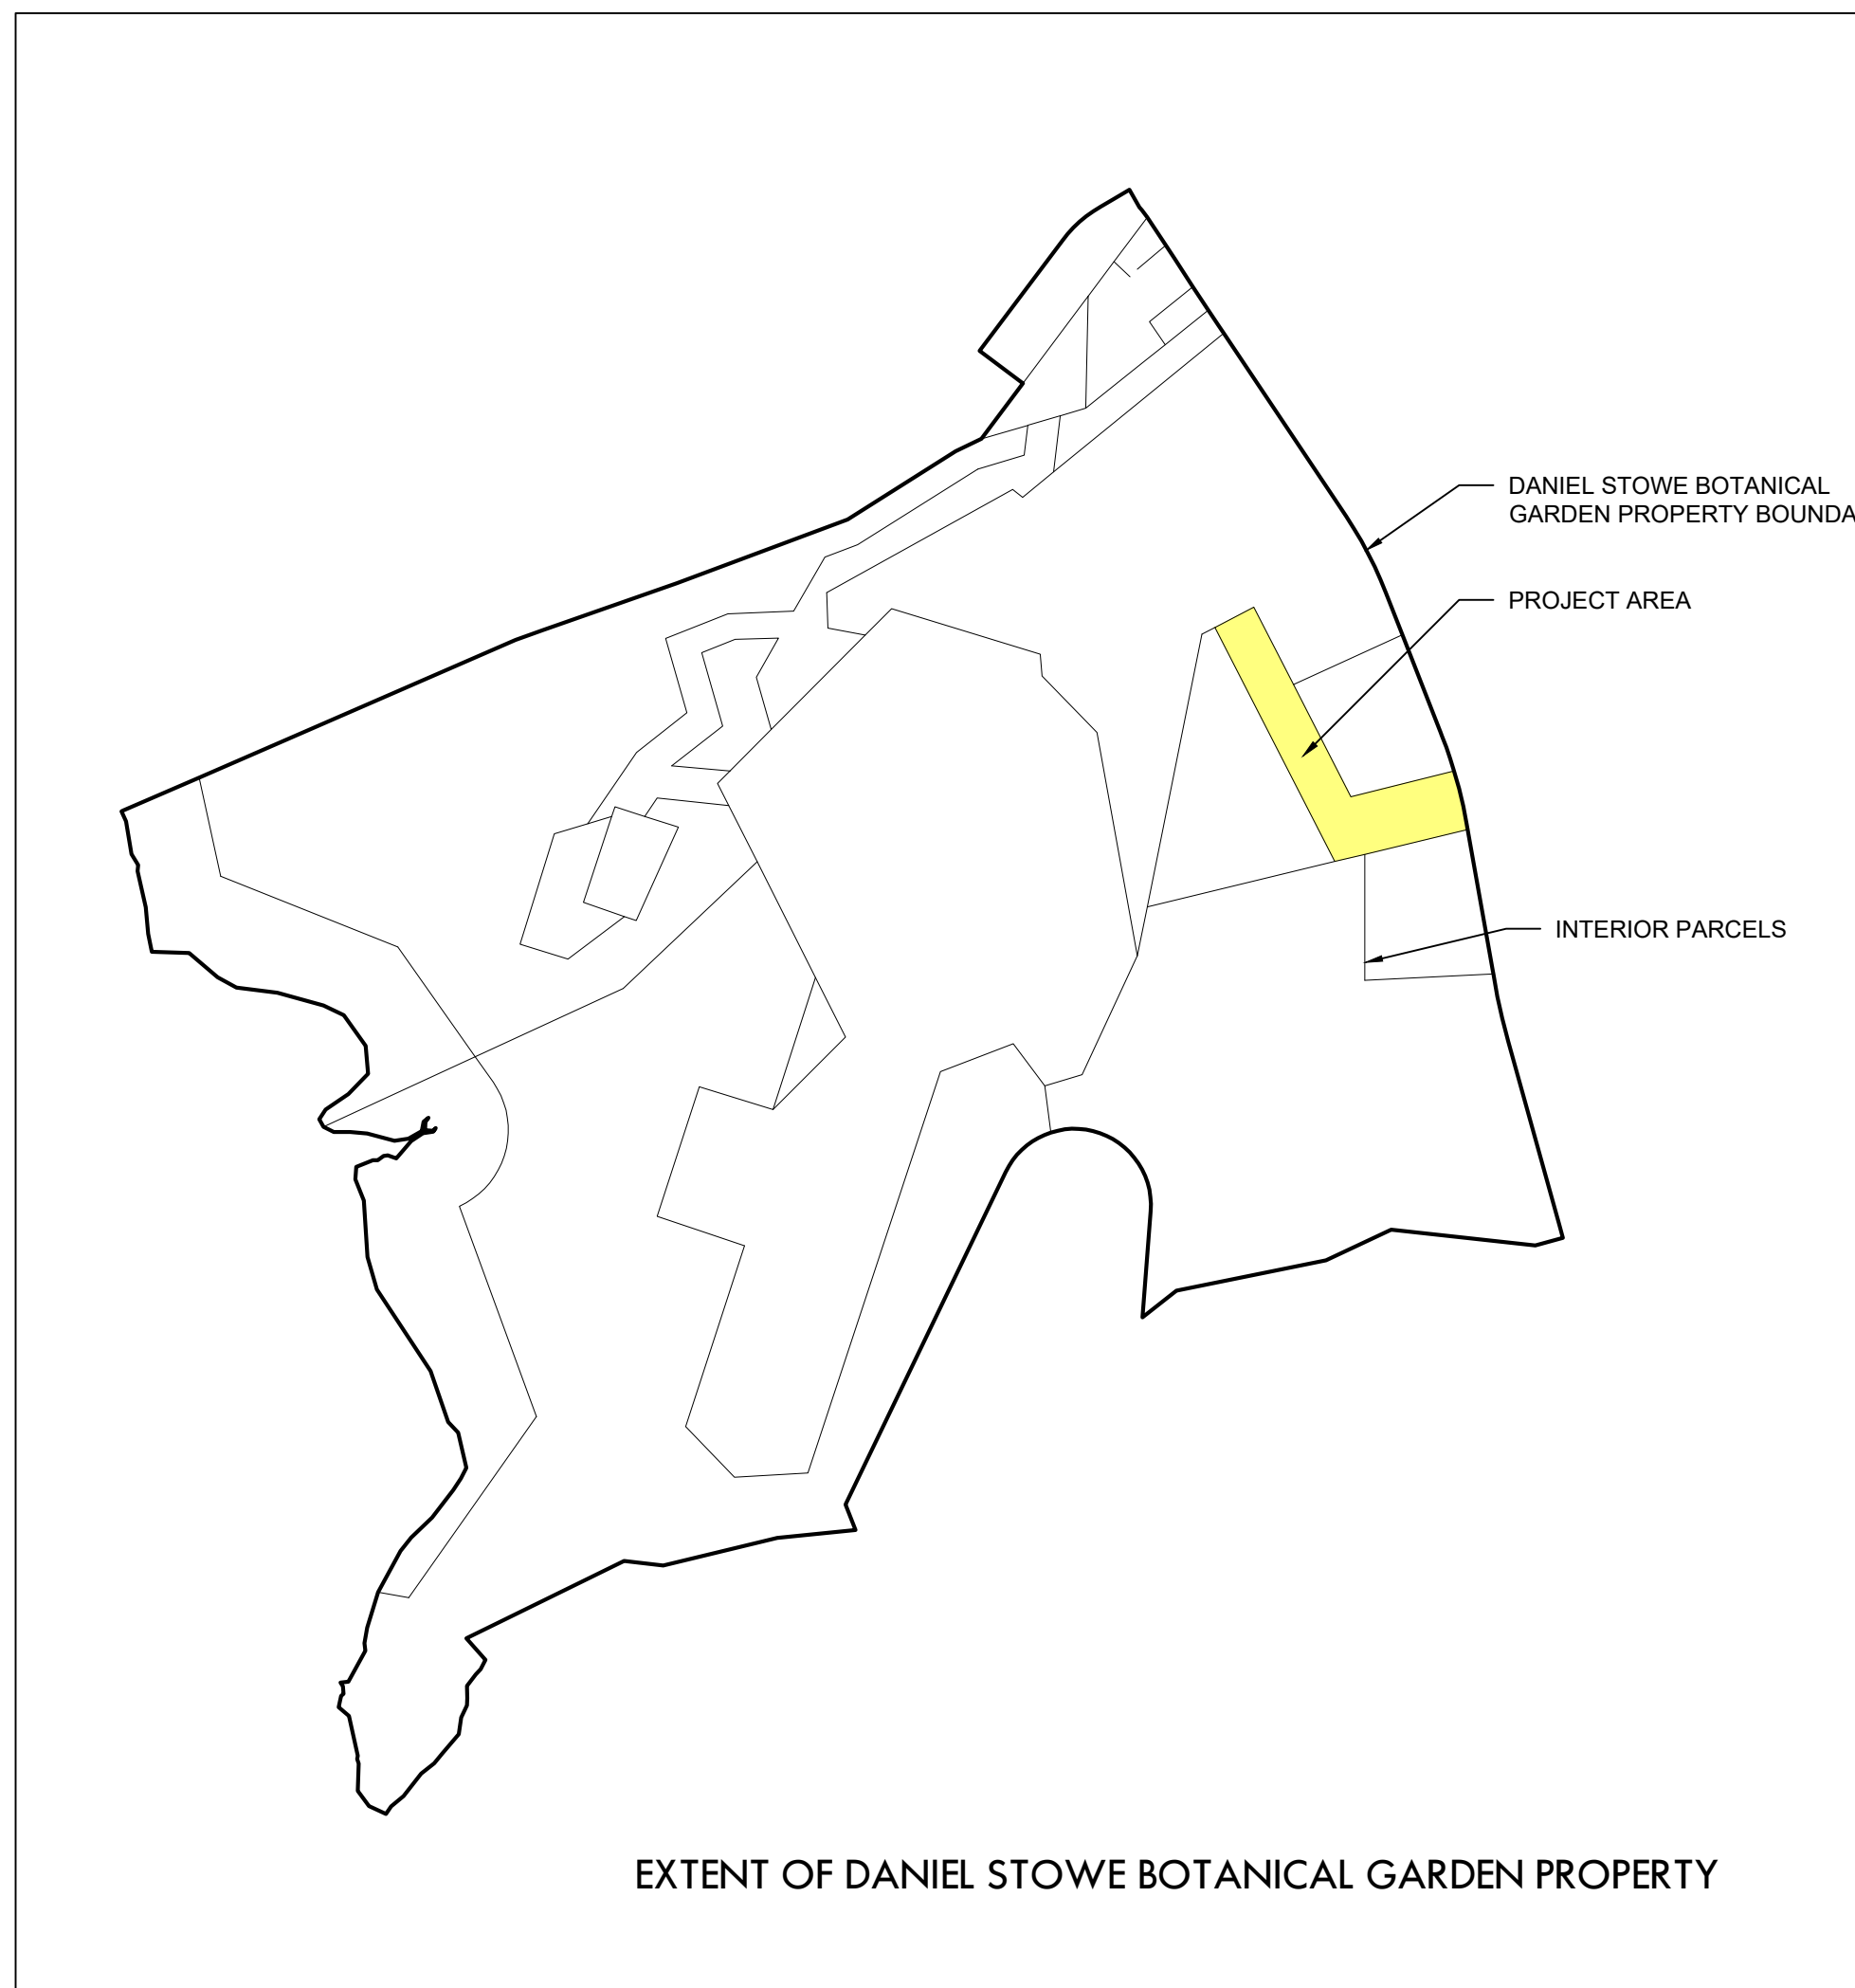 DANIEL STOWE BOTANICAL
GARDEN PROPERTY BOUNDA
PROJECT AREA
INTERIOR PARCELS
EXTENT OF DANIEL STOWE BOTANICAL GARDEN PROPERTY